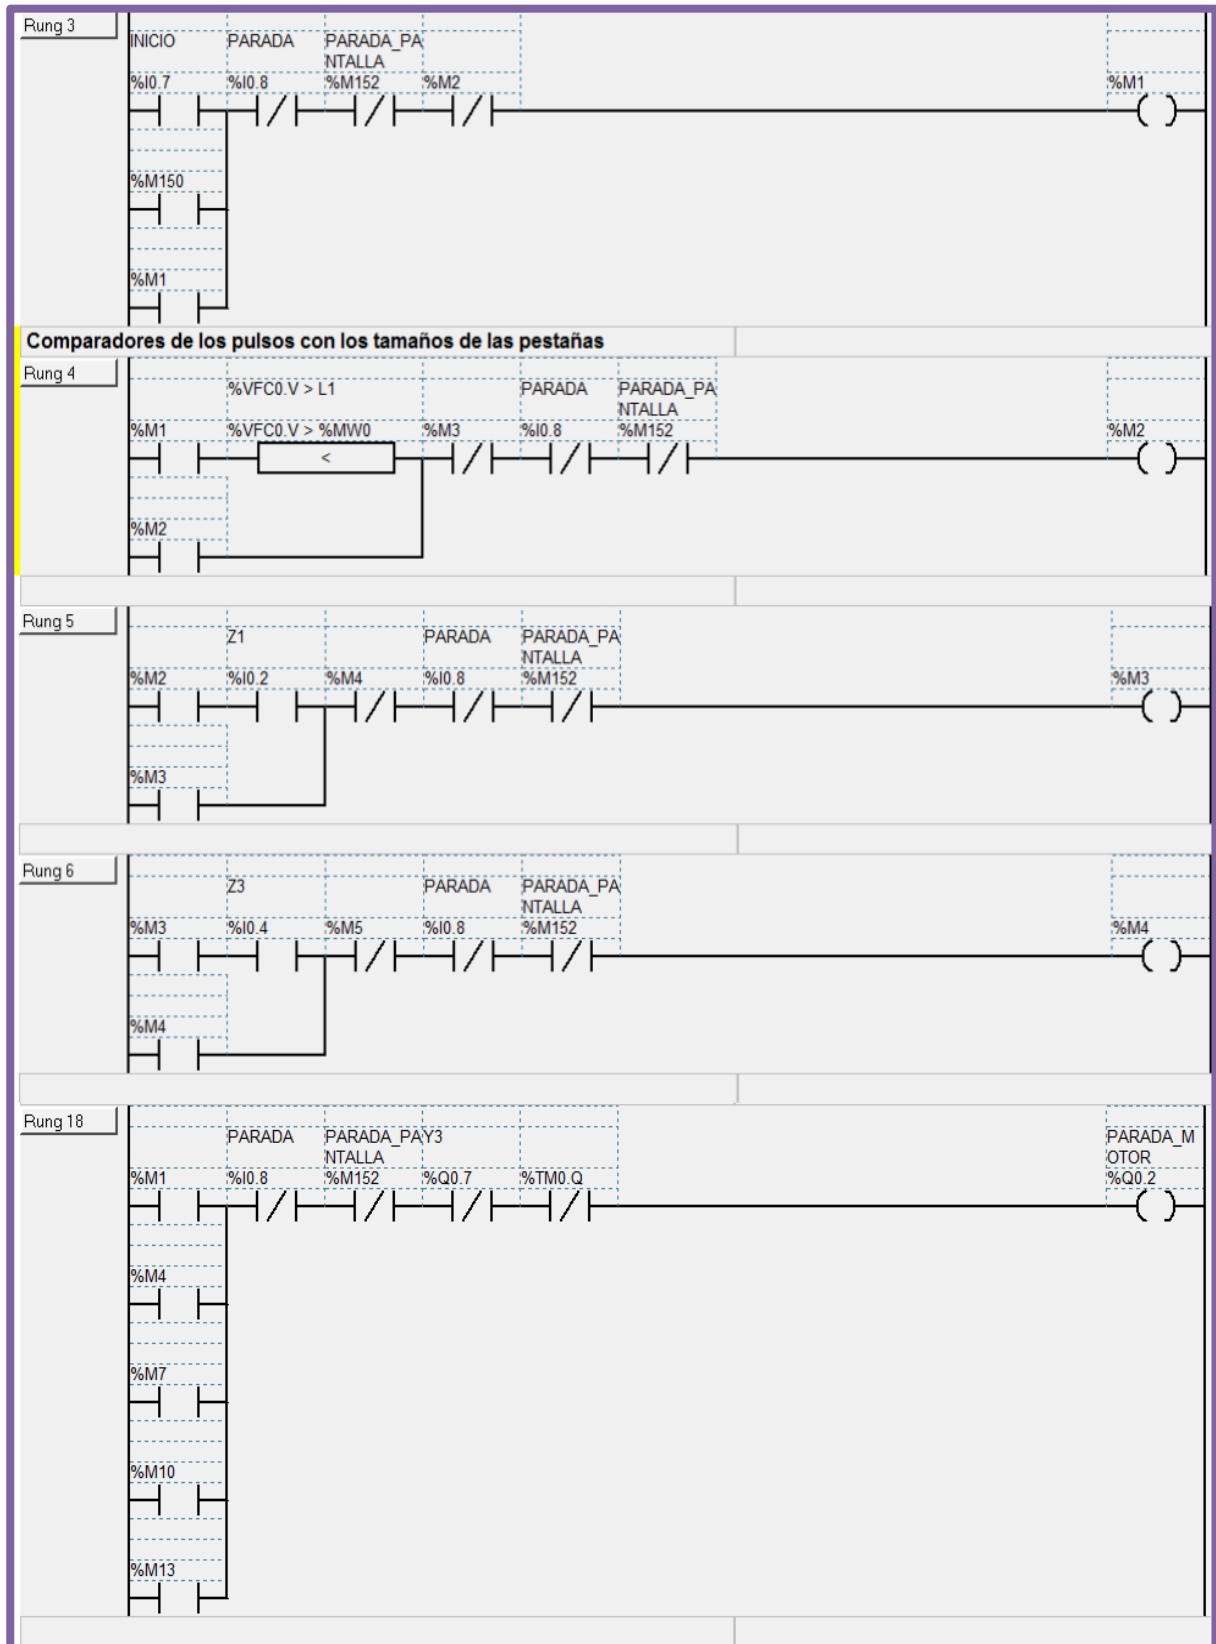 Rung 3
INICIO PARADA PARADA_PA
NTALLA
%I0.7 %I0.8 %M152 %M2 %M1
%M150
%M1
Comparadores de los pulsos con los tamaños de las pestañas
Rung 4
%VFC0.V > L1 PARADA PARADA_PA
NTALLA
%M1 %VFC0.V > %MW0 %M3 %I0.8 %M152 %M2
<
%M2
Rung 5
Z1 PARADA PARADA_PA
NTALLA
%M2 %I0.2 %M4 %I0.8 %M152 %M3
%M3
Rung 6
Z3 PARADA PARADA_PA
NTALLA
%M3 %I0.4 %M5 %I0.8 %M152 %M4
%M4
Rung 18
PARADA PARADA_PA Y3 PARADA_M
NTALLA OTOR
%M1 %I0.8 %M152 %Q0.7 %TM0.Q %Q0.2
%M4
%M7
%M10
%M13